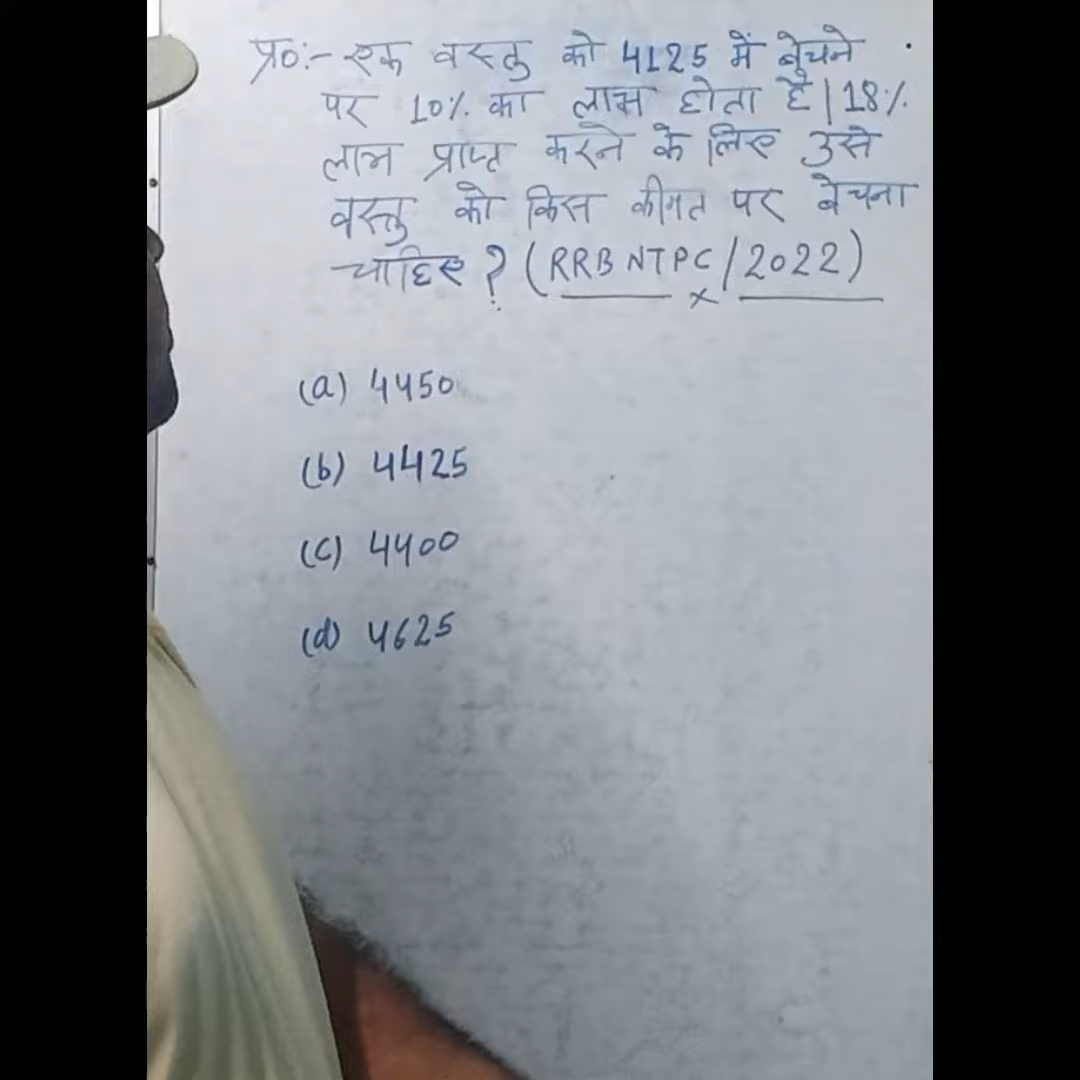 प्र०:- एक वस्तु को 4125 में बेचने
पर 10% का लाभ होता है | 18%
लाभ प्राप्त करने के लिए उसे
वस्तु को किस कीमत पर बेचना
चाहिए ? (RRB NTPC / 2022)
(a) 4450
(b) 4425
(c) 4400
(d) 4625